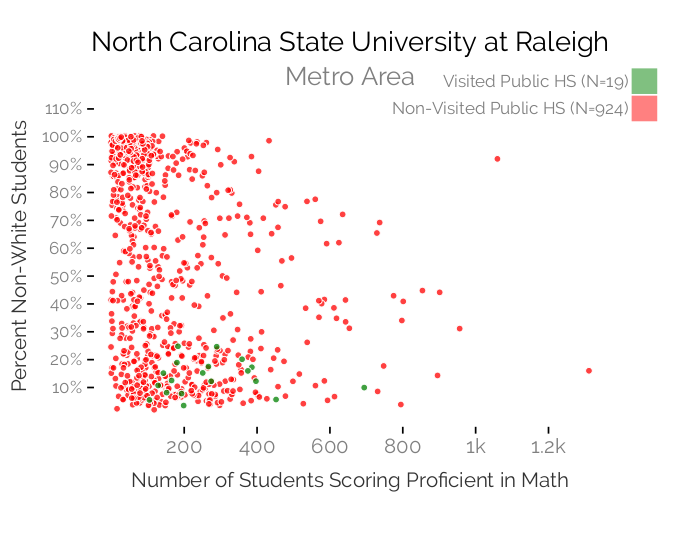 North Carolina State University at Raleigh
Metro Area
Visited Public HS (N=19)
Non-Visited Public HS (N=924)
Percent Non-White Students
110%
100%
90%
80%
70%
60%
50%
40%
30%
20%
10%
200 400 600 800 1k 1.2k
Number of Students Scoring Proficient in Math